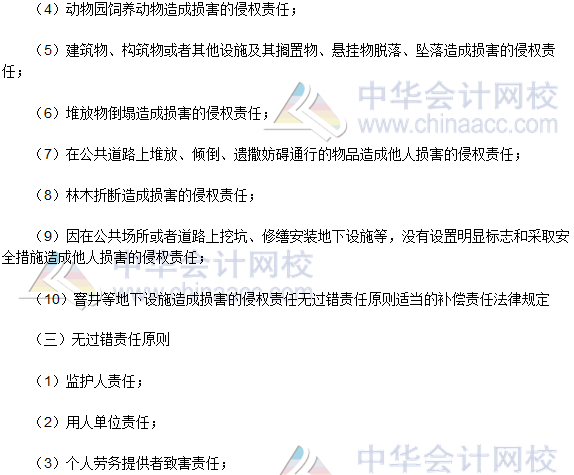 （4）动物园饲养动物造成损害的侵权责任；
（5）建筑物、构筑物或者其他设施及其搁置物、悬挂物脱落、坠落造成损害的侵权责
任；
中华会计网校
www.chinaacc.com
（6）堆放物倒塌造成损害的侵权责任；
（7）在公共道路上堆放、倾倒、遗撒妨碍通行的物品造成他人损害的侵权责任；
（8）林木折断造成损害的侵权责任；
（9）因在公共场所或者道路上挖坑、修缮安装地下设施等，没有设置明显标志和采取安
全措施造成他人损害的侵权责任；
中华会计网校
www.chinaacc.com
（10）窨井等地下设施造成损害的侵权责任无过错责任原则适当的补偿责任法律规定
（三）无过错责任原则
（1）监护人责任；
（2）用人单位责任；
（3）个人劳务提供者致害责任；
中华会计网校